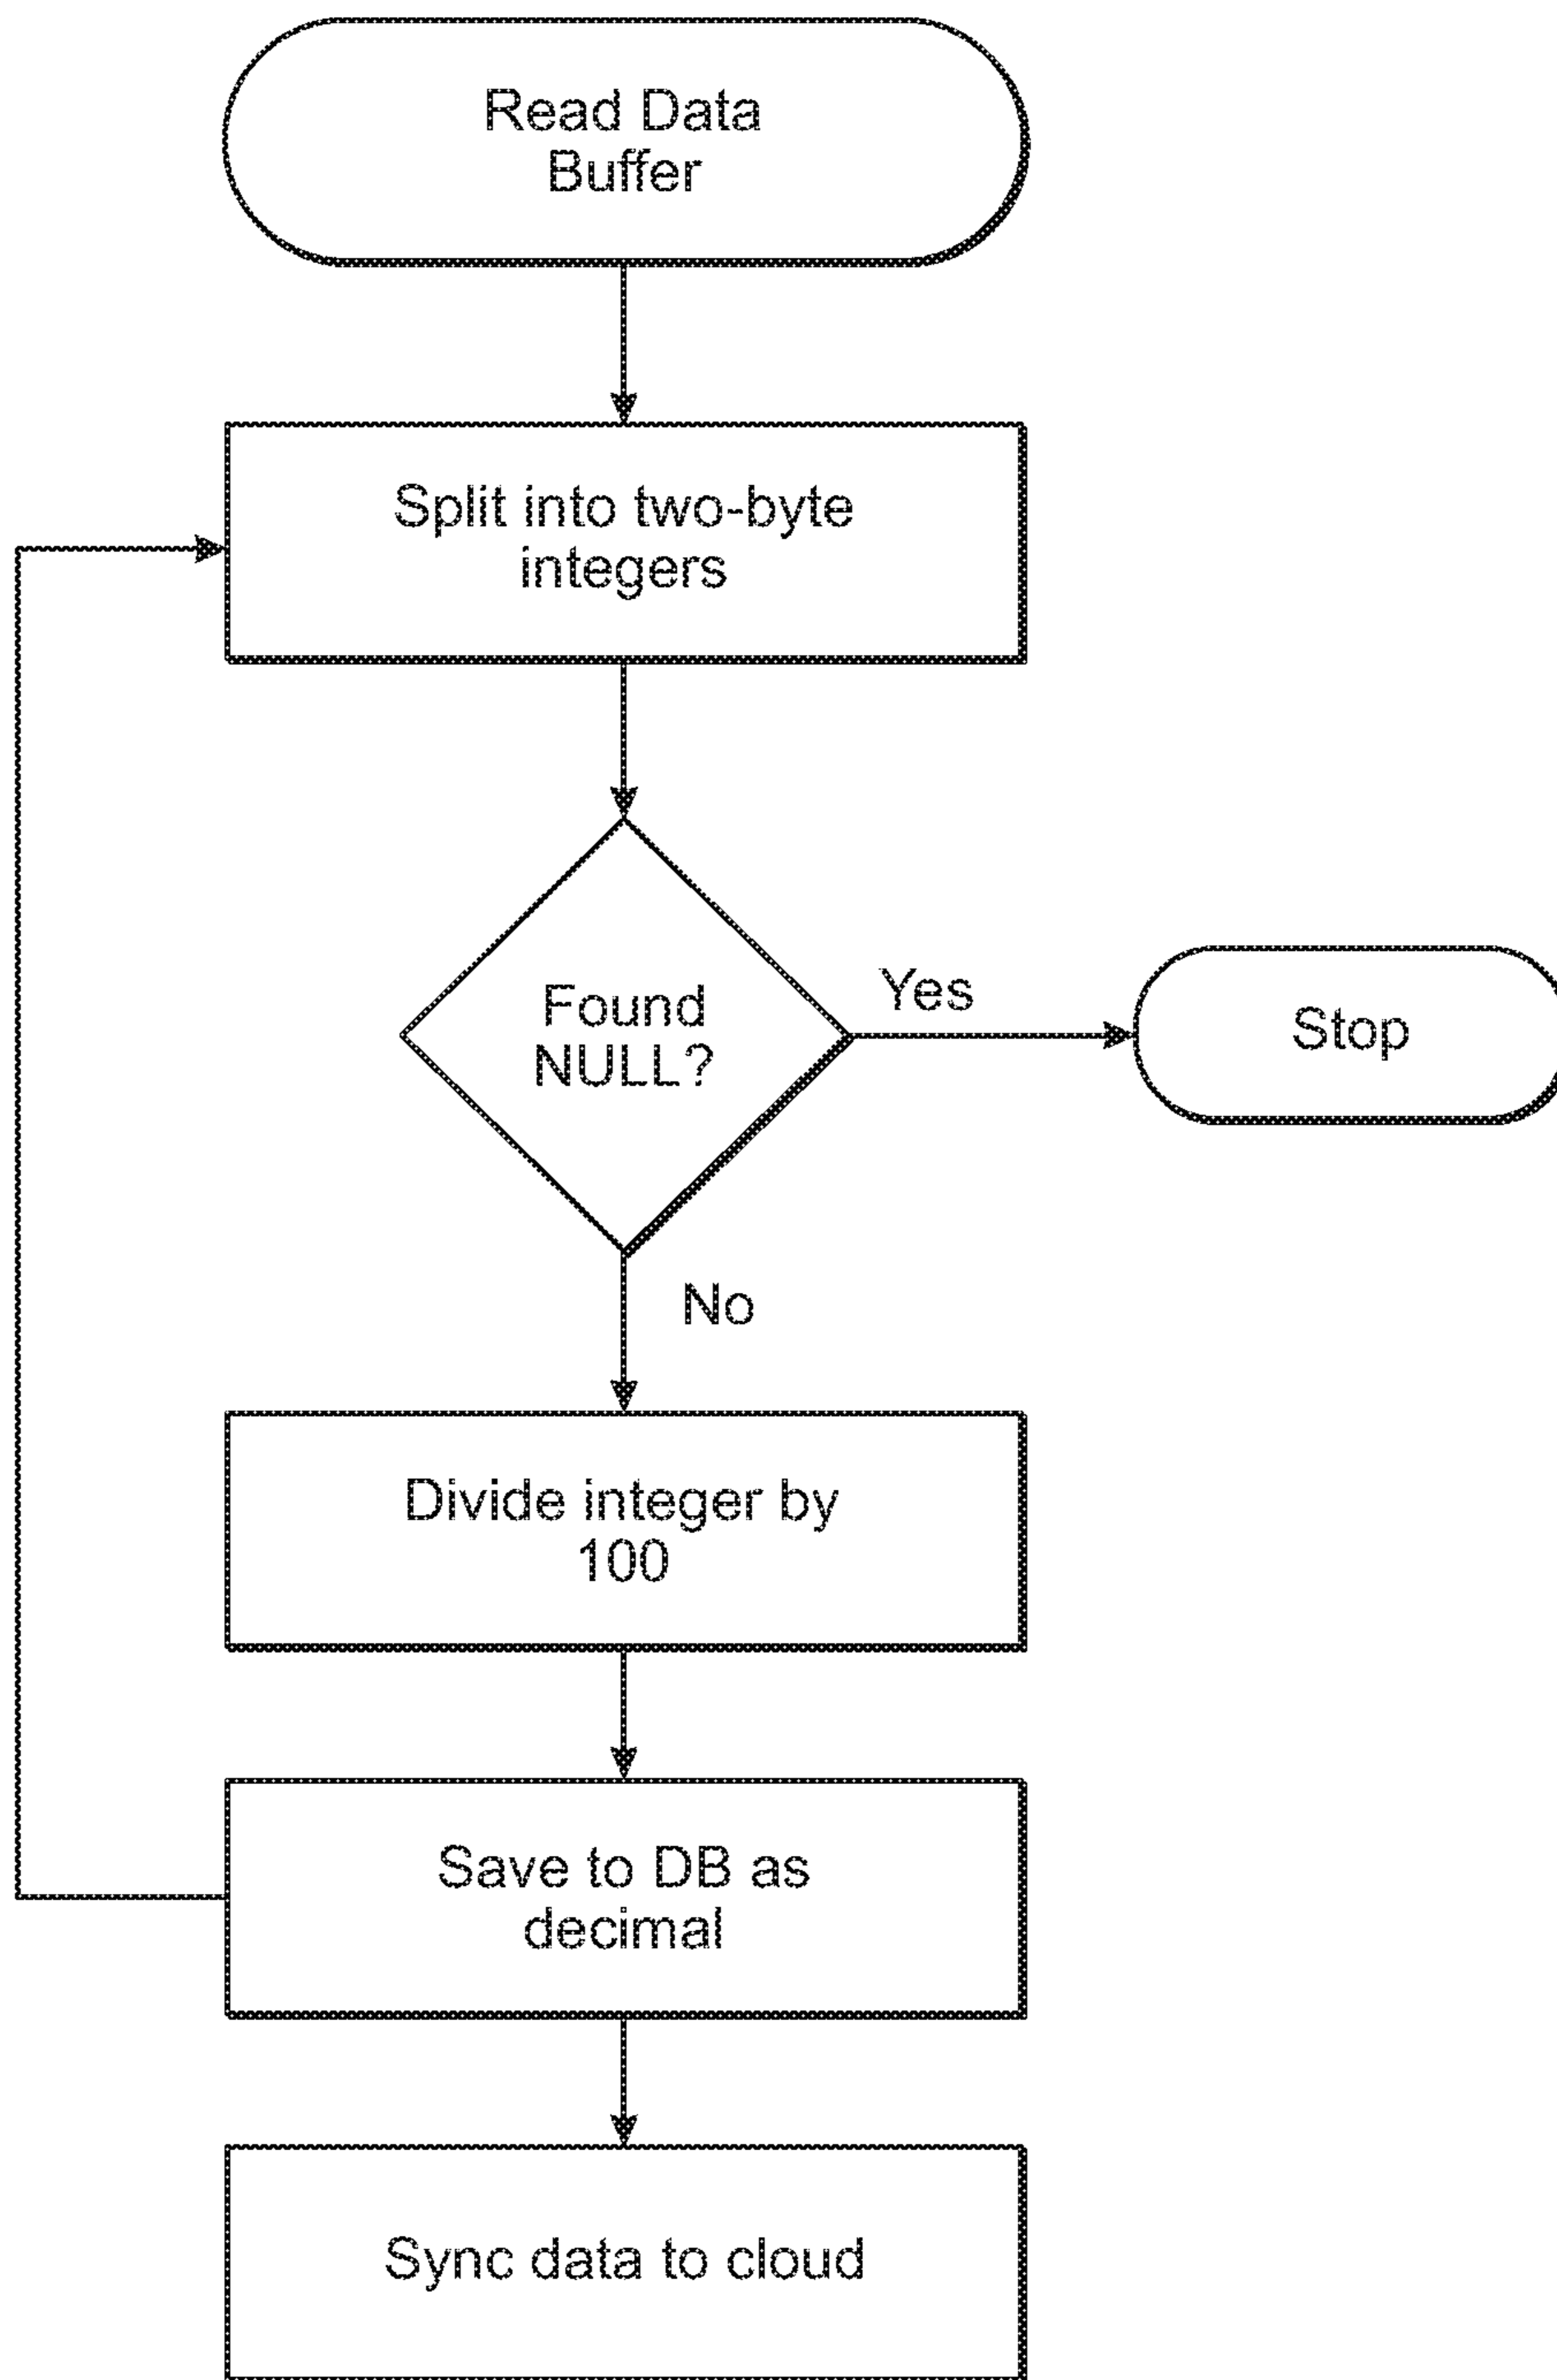 Read Data
Buffer
Split into two-byte
integers
Found
NULL?
Yes
Stop
No
Divide integer by
100
Save to DB as
decimal
Sync data to cloud